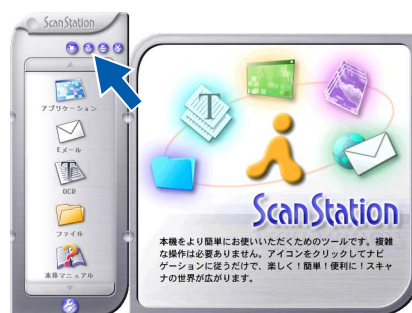 ScanStation
アプリケーション
Eメール
T
OCR
ファイル
本体マニュアル
T
ScanStation
本機をより簡単にお使いいただくためのツールです。複雑
な操作は必要ありません。アイコンをクリックしてナビ
ゲーションに従うだけで、楽しく！簡単！便利に！スキャ
ナの世界が広がります。